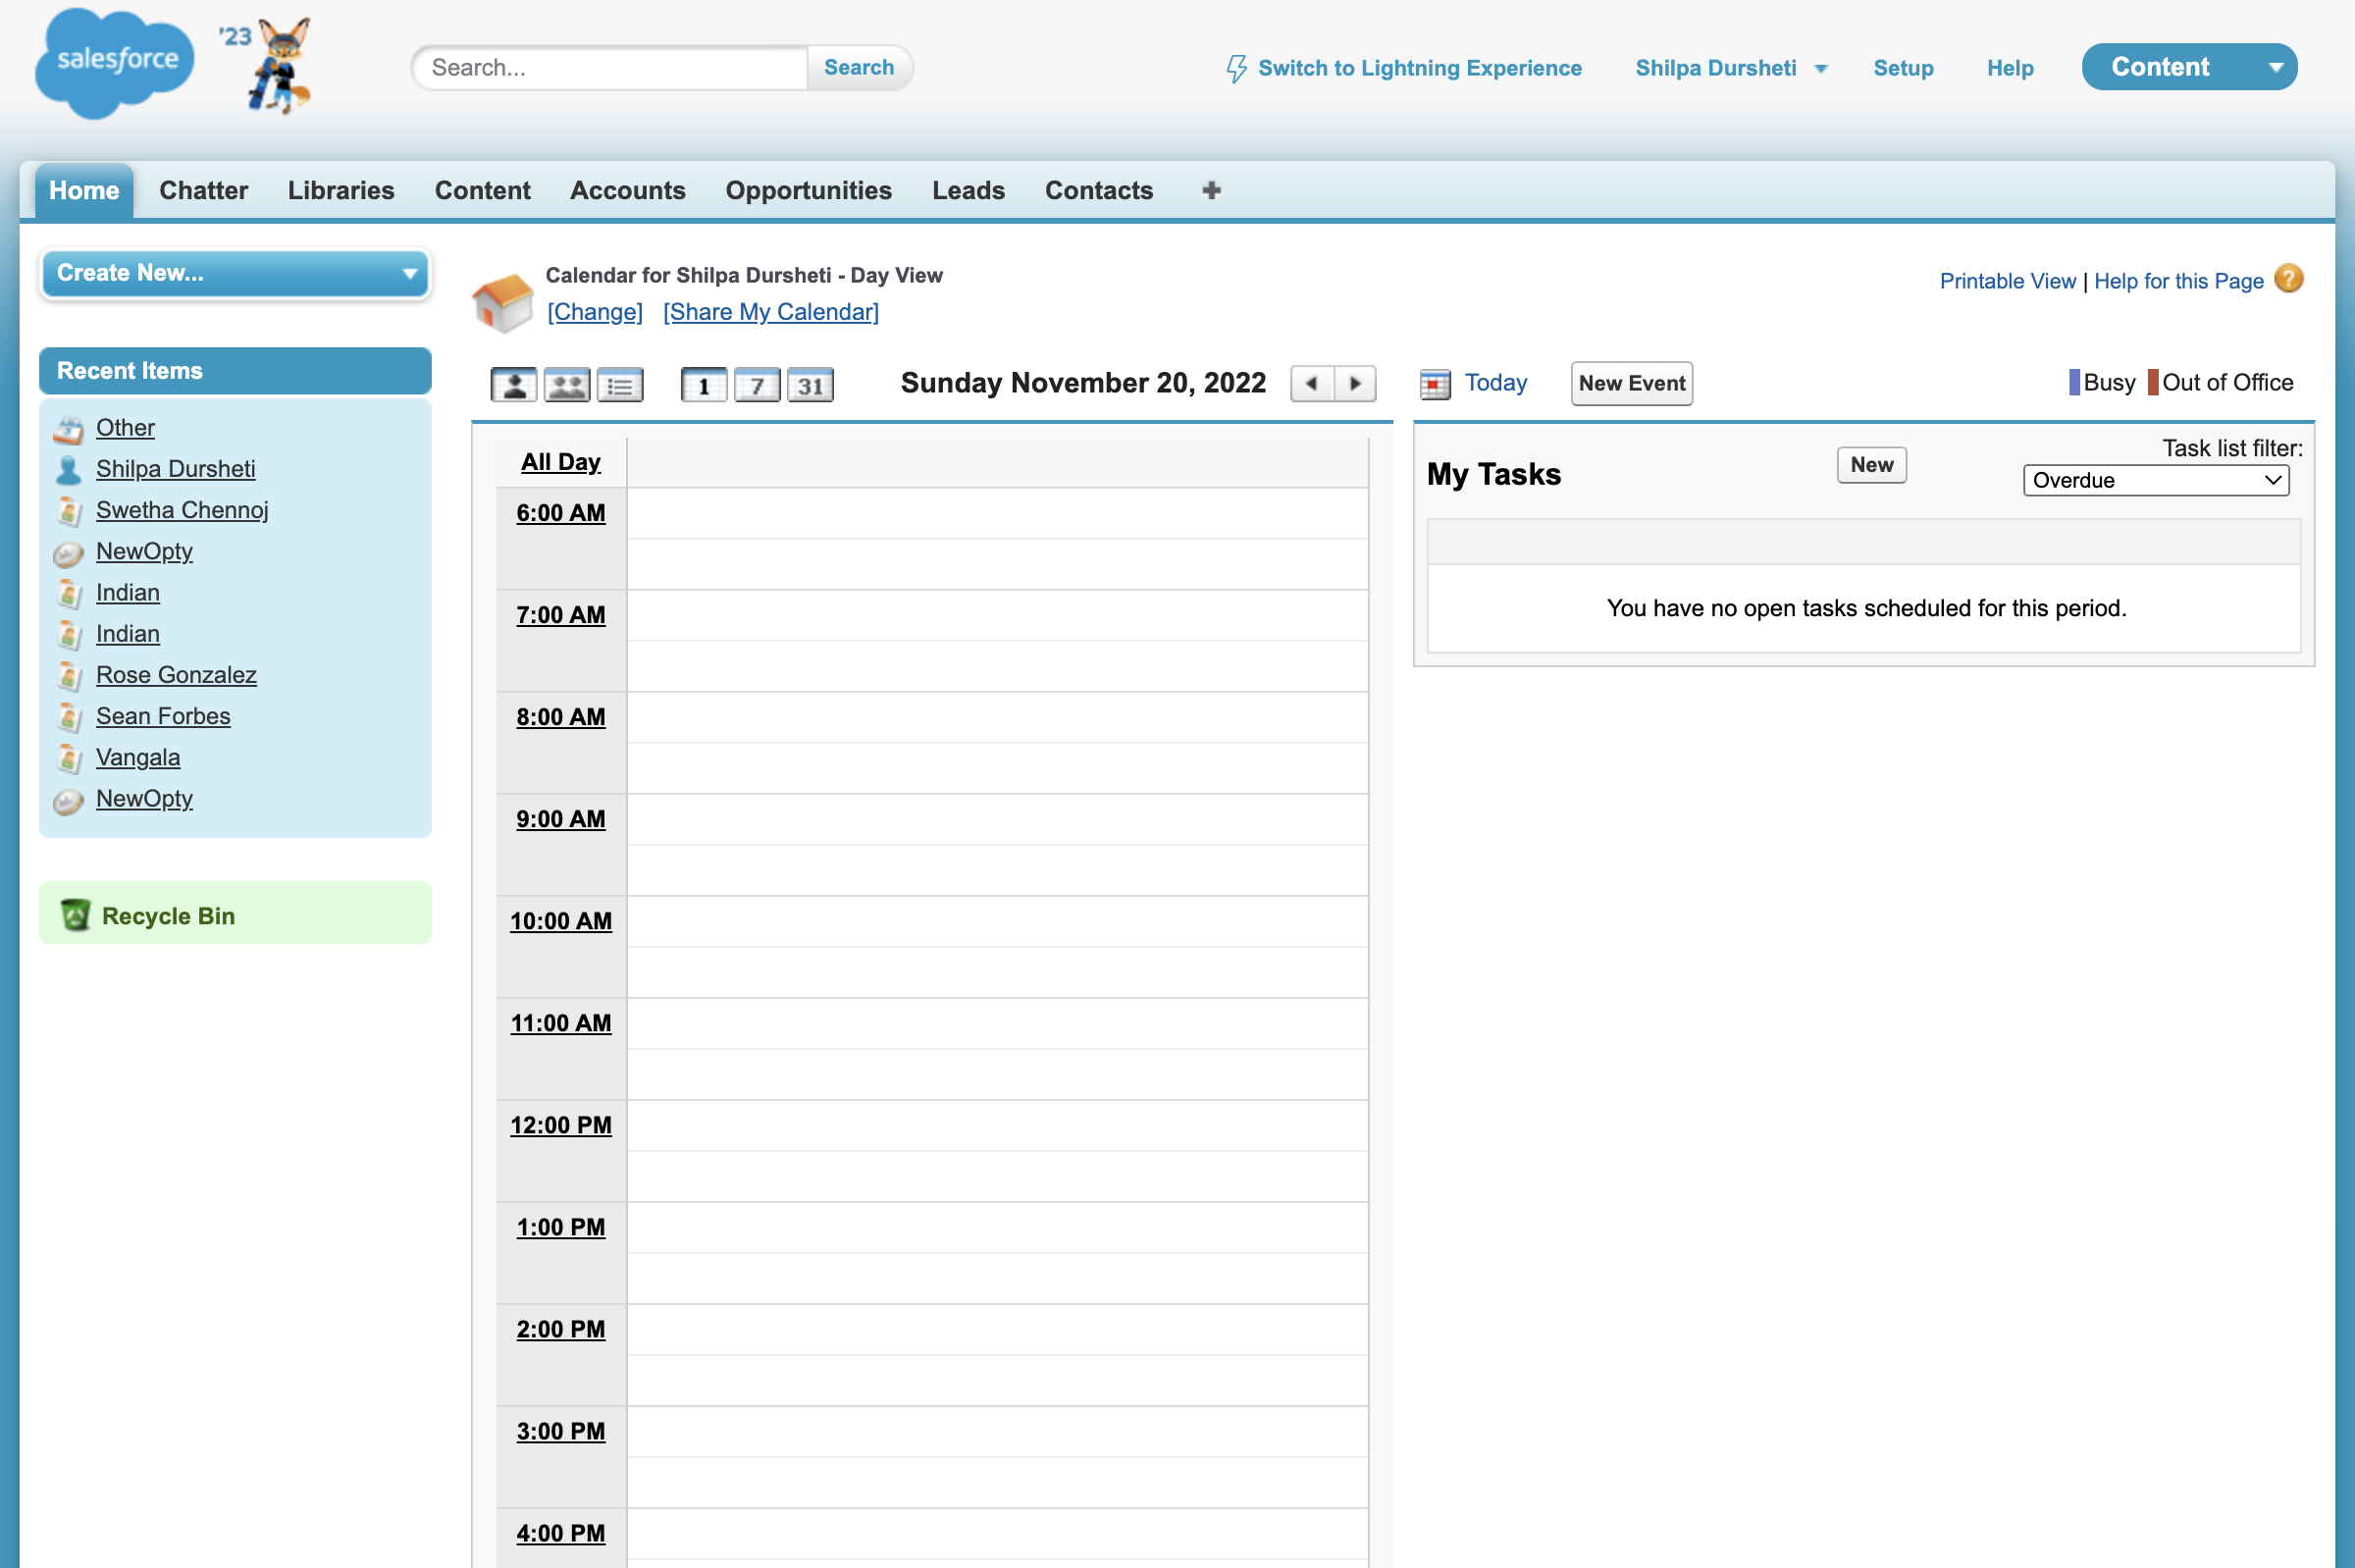 salesforce
’23
Search...
Search
Switch to Lightning Experience
Shilpa Dursheti
Setup
Help
Content
Home
Chatter
Libraries
Content
Accounts
Opportunities
Leads
Contacts
Create New...
Recent Items
Other
Shilpa Dursheti
Swetha Chennoj
NewOpty
Indian
Indian
Rose Gonzalez
Sean Forbes
Vangala
NewOpty
Recycle Bin
Calendar for Shilpa Dursheti - Day View
[Change] [Share My Calendar]
Printable View | Help for this Page ?
1 7 31
Sunday November 20, 2022
Today
New Event
Busy Out of Office
All Day
6:00 AM
7:00 AM
8:00 AM
9:00 AM
10:00 AM
11:00 AM
12:00 PM
1:00 PM
2:00 PM
3:00 PM
4:00 PM
My Tasks
New
Task list filter:
Overdue
You have no open tasks scheduled for this period.